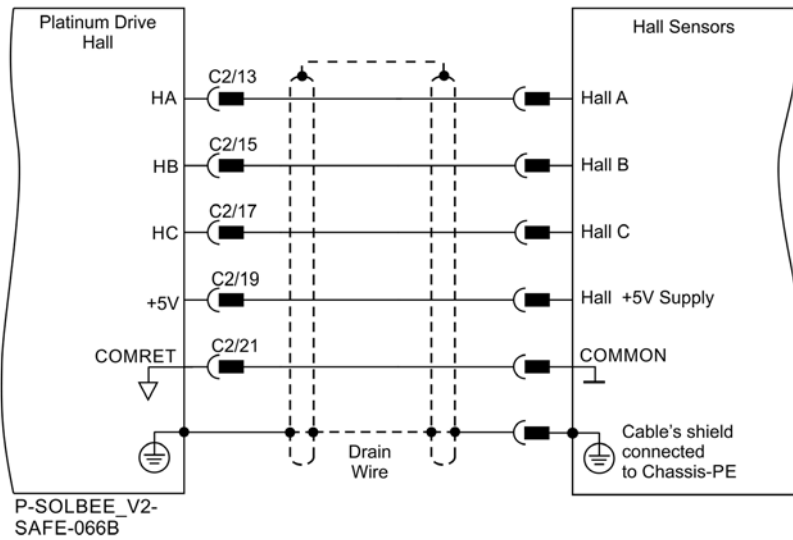 Platinum Drive
Hall
Hall Sensors
C2/13
HA
Hall A
C2/15
HB
Hall B
C2/17
HC
Hall C
C2/19
+5V
Hall +5V Supply
C2/21
COMRET
COMMON
Drain
Wire
Cable's shield
connected
to Chassis-PE
P-SOLBEE_V2-
SAFE-066B